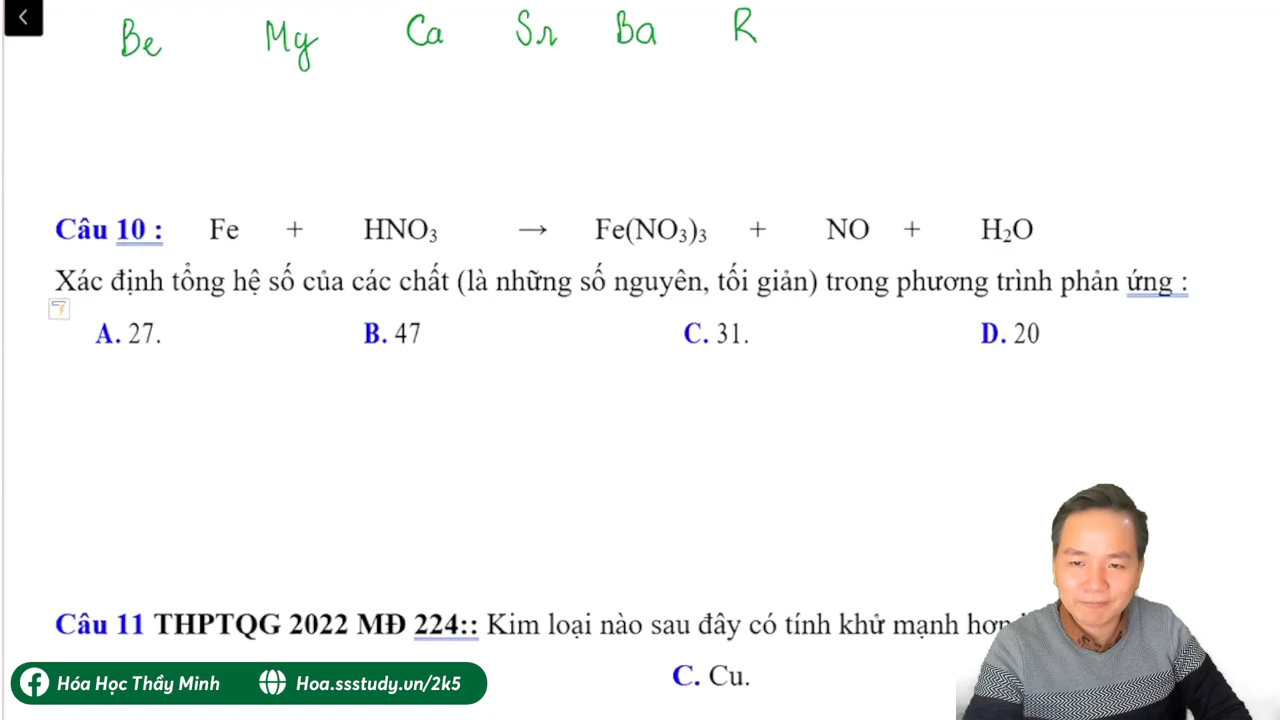 Be Mg Ca Sr Ba R
Câu 10 : Fe + HNO₃ → Fe(NO₃)₃ + NO + H₂O
Xác định tổng hệ số của các chất (là những số nguyên, tối giản) trong phương trình phản ứng :
A. 27. B. 47 C. 31. D. 20
Câu 11 THPTQG 2022 MĐ 224:: Kim loại nào sau đây có tính khử mạnh hơn
C. Cu.
Hóa Học Thầy Minh Hoa.ssstudy.vn/2k5